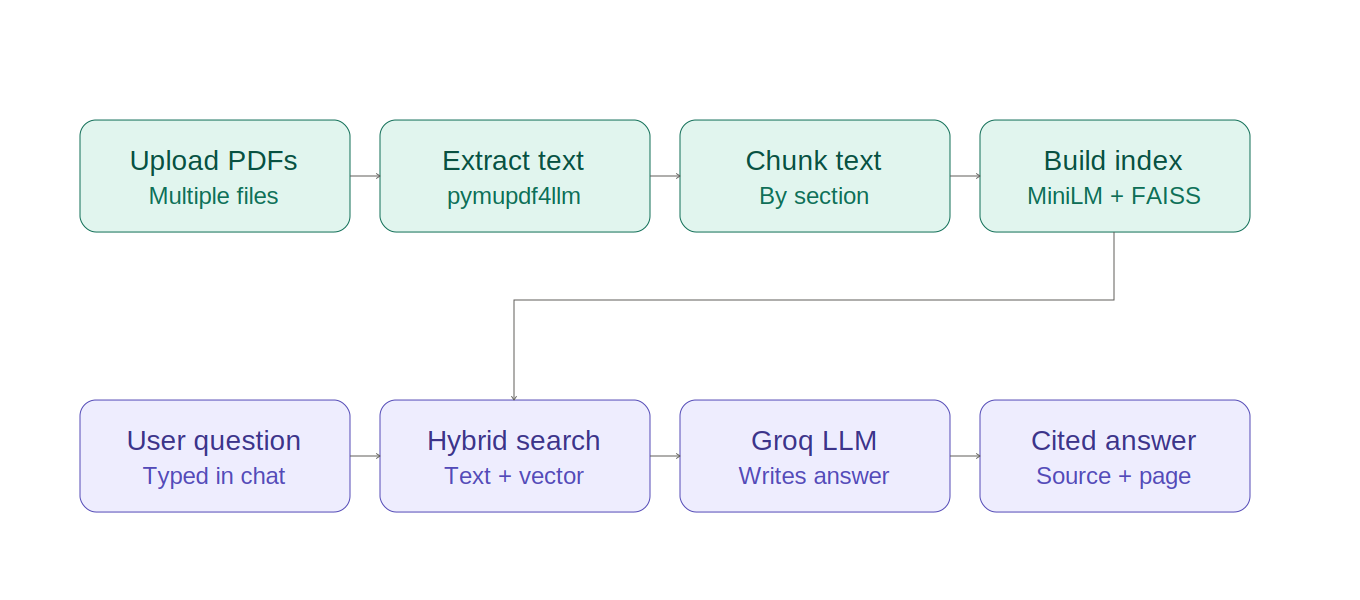 Upload PDFs
Multiple files
Extract text
pymupdf4llm
Chunk text
By section
Build index
MiniLM + FAISS
User question
Typed in chat
Hybrid search
Text + vector
Groq LLM
Writes answer
Cited answer
Source + page